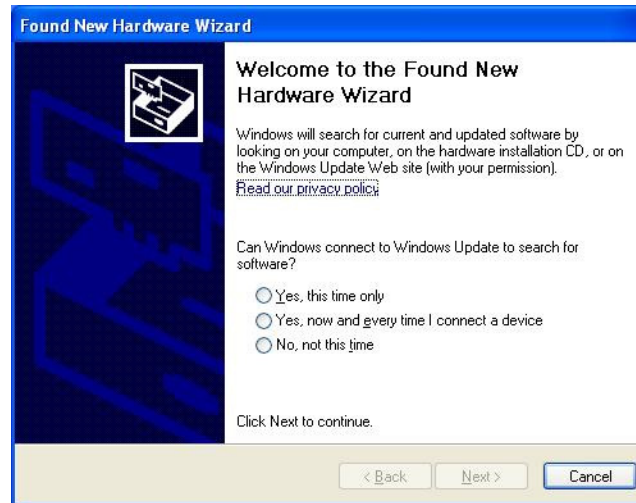 Found New Hardware Wizard
Welcome to the Found New
Hardware Wizard
Windows will search for current and updated software by
looking on your computer, on the hardware installation CD, or on
the Windows Update Web site (with your permission).
Read our privacy policy
Can Windows connect to Windows Update to search for
software?
Yes, this time only
Yes, now and every time I connect a device
No, not this time
Click Next to continue.
< Back
Next >
Cancel